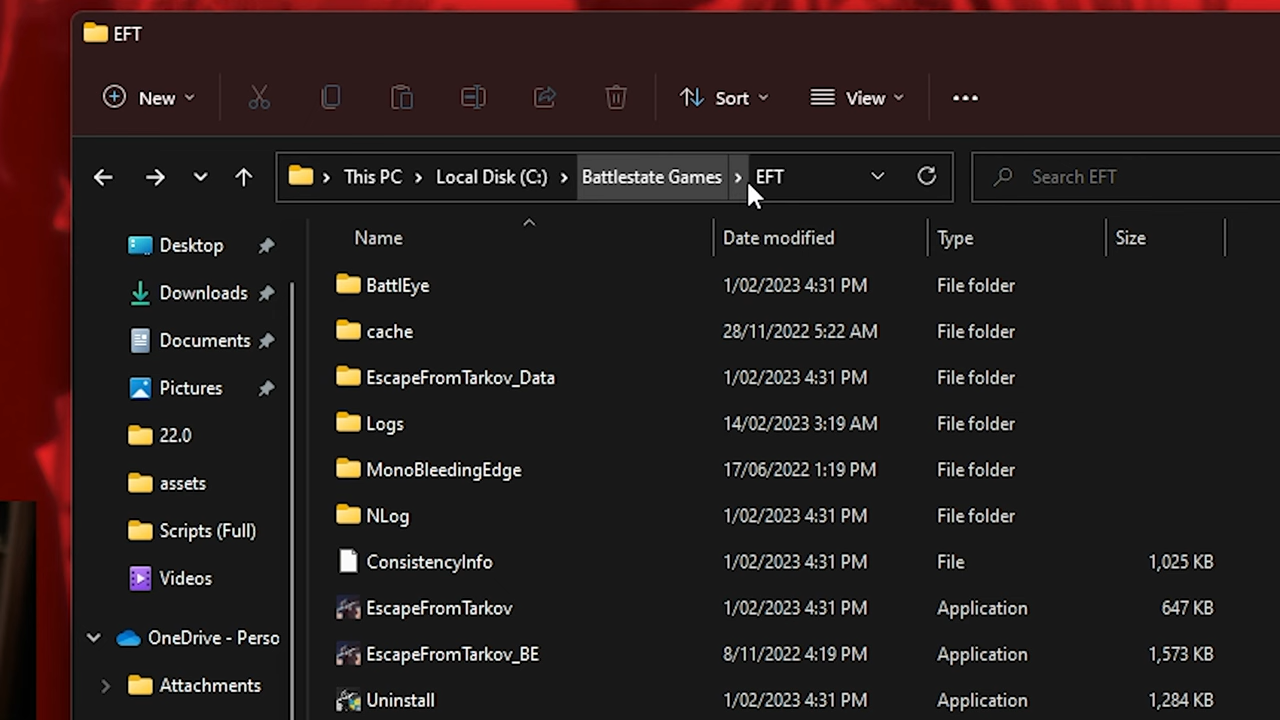 EFT
New
Sort
View
This PC > Local Disk (C:) > Battlestate Games > EFT
Search EFT
Name Date modified Type Size
Desktop
Downloads
Documents
Pictures
22.0
assets
Scripts (Full)
Videos
OneDrive - Perso
Attachments
BattlEye 1/02/2023 4:31 PM File folder
cache 28/11/2022 5:22 AM File folder
EscapeFromTarkov_Data 1/02/2023 4:31 PM File folder
Logs 14/02/2023 3:19 AM File folder
MonoBleedingEdge 17/06/2022 1:19 PM File folder
NLog 1/02/2023 4:31 PM File folder
ConsistencyInfo 1/02/2023 4:31 PM File 1,025 KB
EscapeFromTarkov 1/02/2023 4:31 PM Application 647 KB
EscapeFromTarkov_BE 8/11/2022 4:19 PM Application 1,573 KB
Uninstall 1/02/2023 4:31 PM Application 1,284 KB